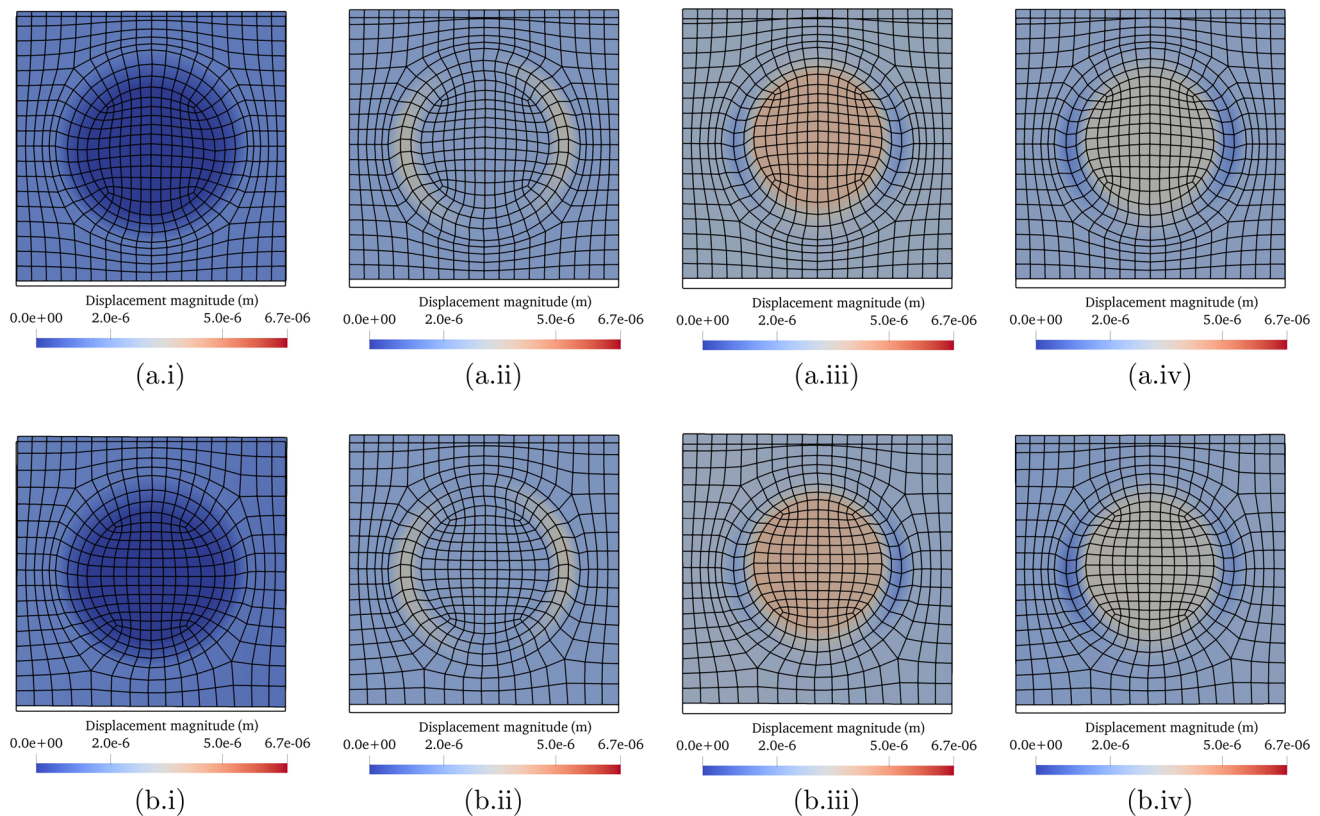 Displacement magnitude (m) Displacement magnitude (m) Displacement magnitude (m) Displacement magnitude (m)
0.0e+00 2.0e-6 5.0e-6 6.7e-06 0.0e+00 2.0e-6 5.0e-6 6.7e-06 0.0e+00 2.0e-6 5.0e-6 6.7e-06 0.0e+00 2.0e-6 5.0e-6 6.7e-06
(a.i) (a.ii) (a.iii) (a.iv)
Displacement magnitude (m) Displacement magnitude (m) Displacement magnitude (m) Displacement magnitude (m)
0.0e+00 2.0e-6 5.0e-6 6.7e-06 0.0e+00 2.0e-6 5.0e-6 6.7e-06 0.0e+00 2.0e-6 5.0e-6 6.7e-06 0.0e+00 2.0e-6 5.0e-6 6.7e-06
(b.i) (b.ii) (b.iii) (b.iv)